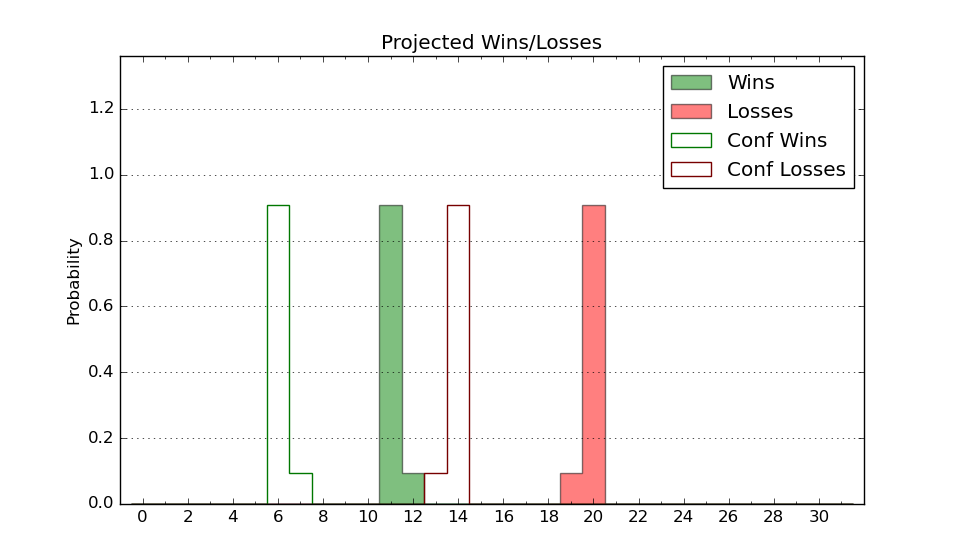 Projected Wins/Losses
Wins
Losses
Conf Wins
Conf Losses
Probability
1.2
1.0
0.8
0.6
0.4
0.2
0.0
0 2 4 6 8 10 12 14 16 18 20 22 24 26 28 30